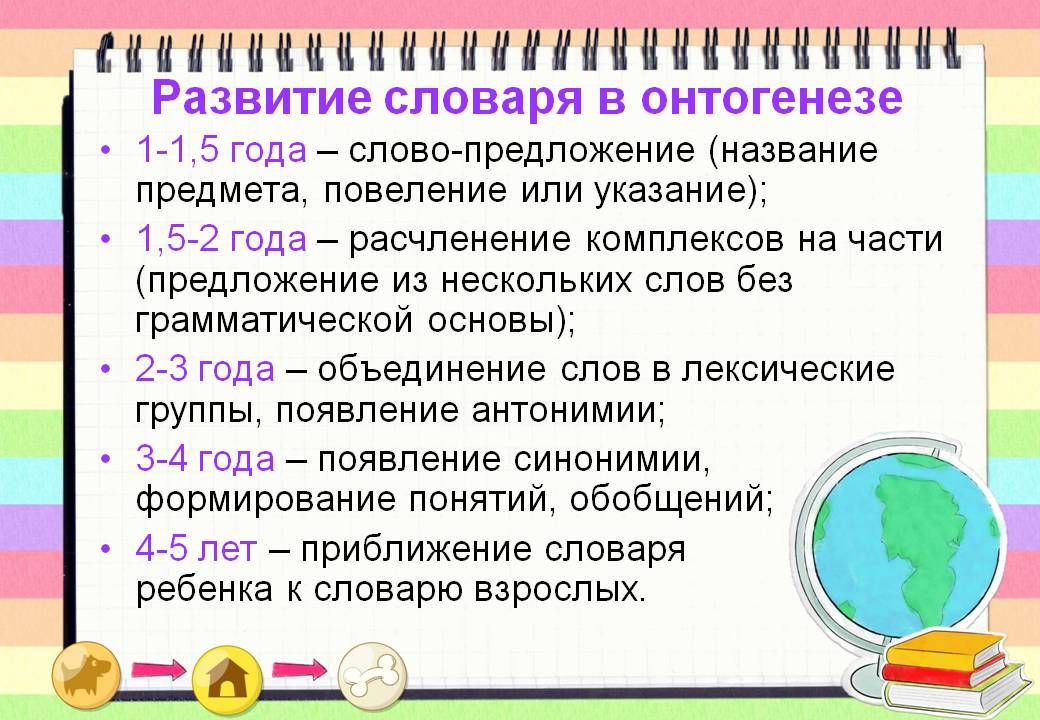 Развитие словаря в онтогенезе
• 1-1,5 года – слово-предложение (название
предмета, повеление или указание);
• 1,5-2 года – расчленение комплексов на части
(предложение из нескольких слов без
грамматической основы);
• 2-3 года – объединение слов в лексические
группы, появление антонимии;
• 3-4 года – появление синонимии,
формирование понятий, обобщений;
• 4-5 лет – приближение словаря
ребенка к словарю взрослых.